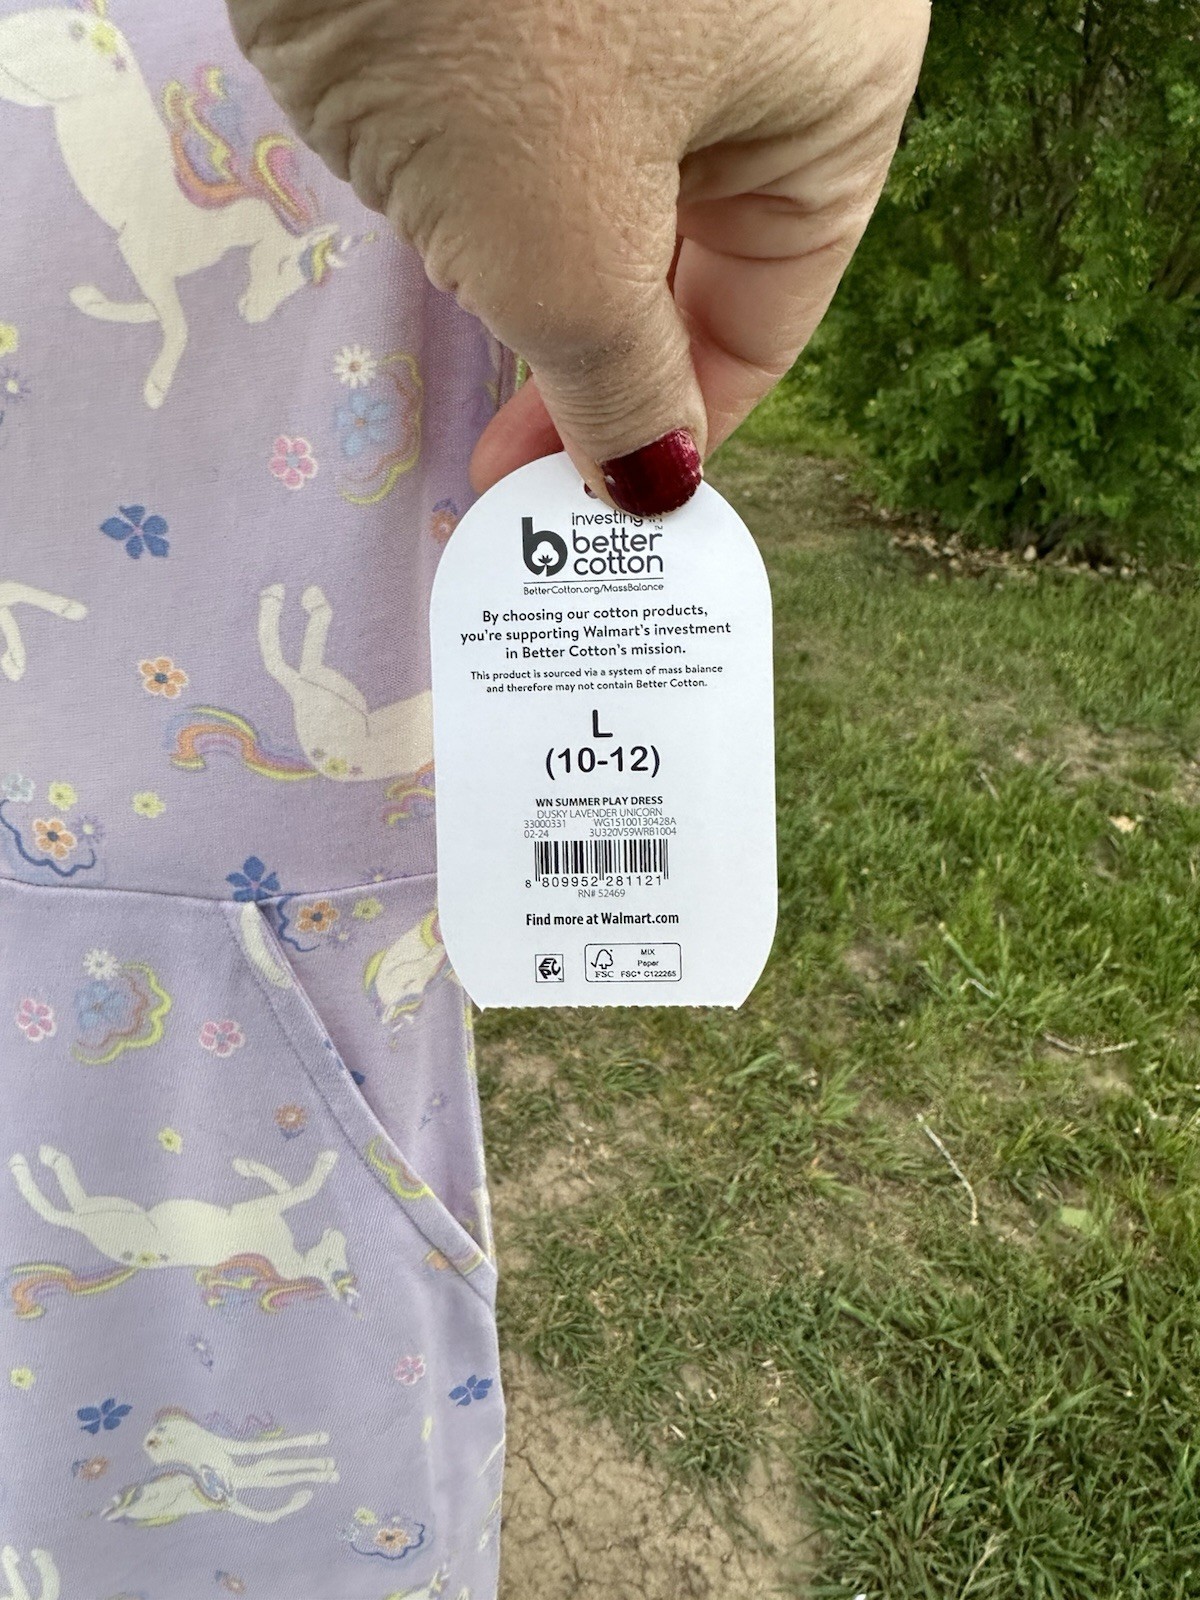 investing in™
better
cotton
BetterCotton.org/MassBalance
By choosing our cotton products,
you're supporting Walmart's investment
in Better Cotton's mission.
This product is sourced via a system of mass balance
and therefore may not contain Better Cotton.
L
(10-12)
WN SUMMER PLAY DRESS
DUSKY LAVENDER UNICORN
33000331 WG15100130428A
02-24 3U320V59WRB1004
8 809952 281121
RN# 52469
Find more at Walmart.com
EPC
FSC
MIX
Paper
FSC® C122265